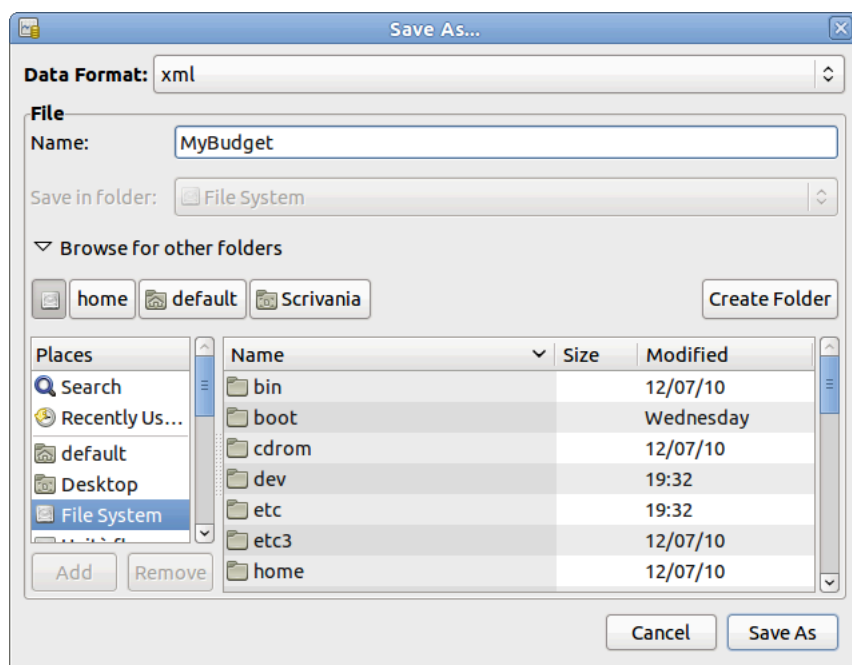 Save As...
Data Format: xml
File
Name: MyBudget
Save in folder: File System
Browse for other folders
home default Scrivania Create Folder
Places Name Size Modified
Search bin 12/07/10
Recently Us... boot Wednesday
default cdrom 12/07/10
Desktop dev 19:32
File System etc 19:32
etc3 12/07/10
Add Remove home 12/07/10
Cancel Save As